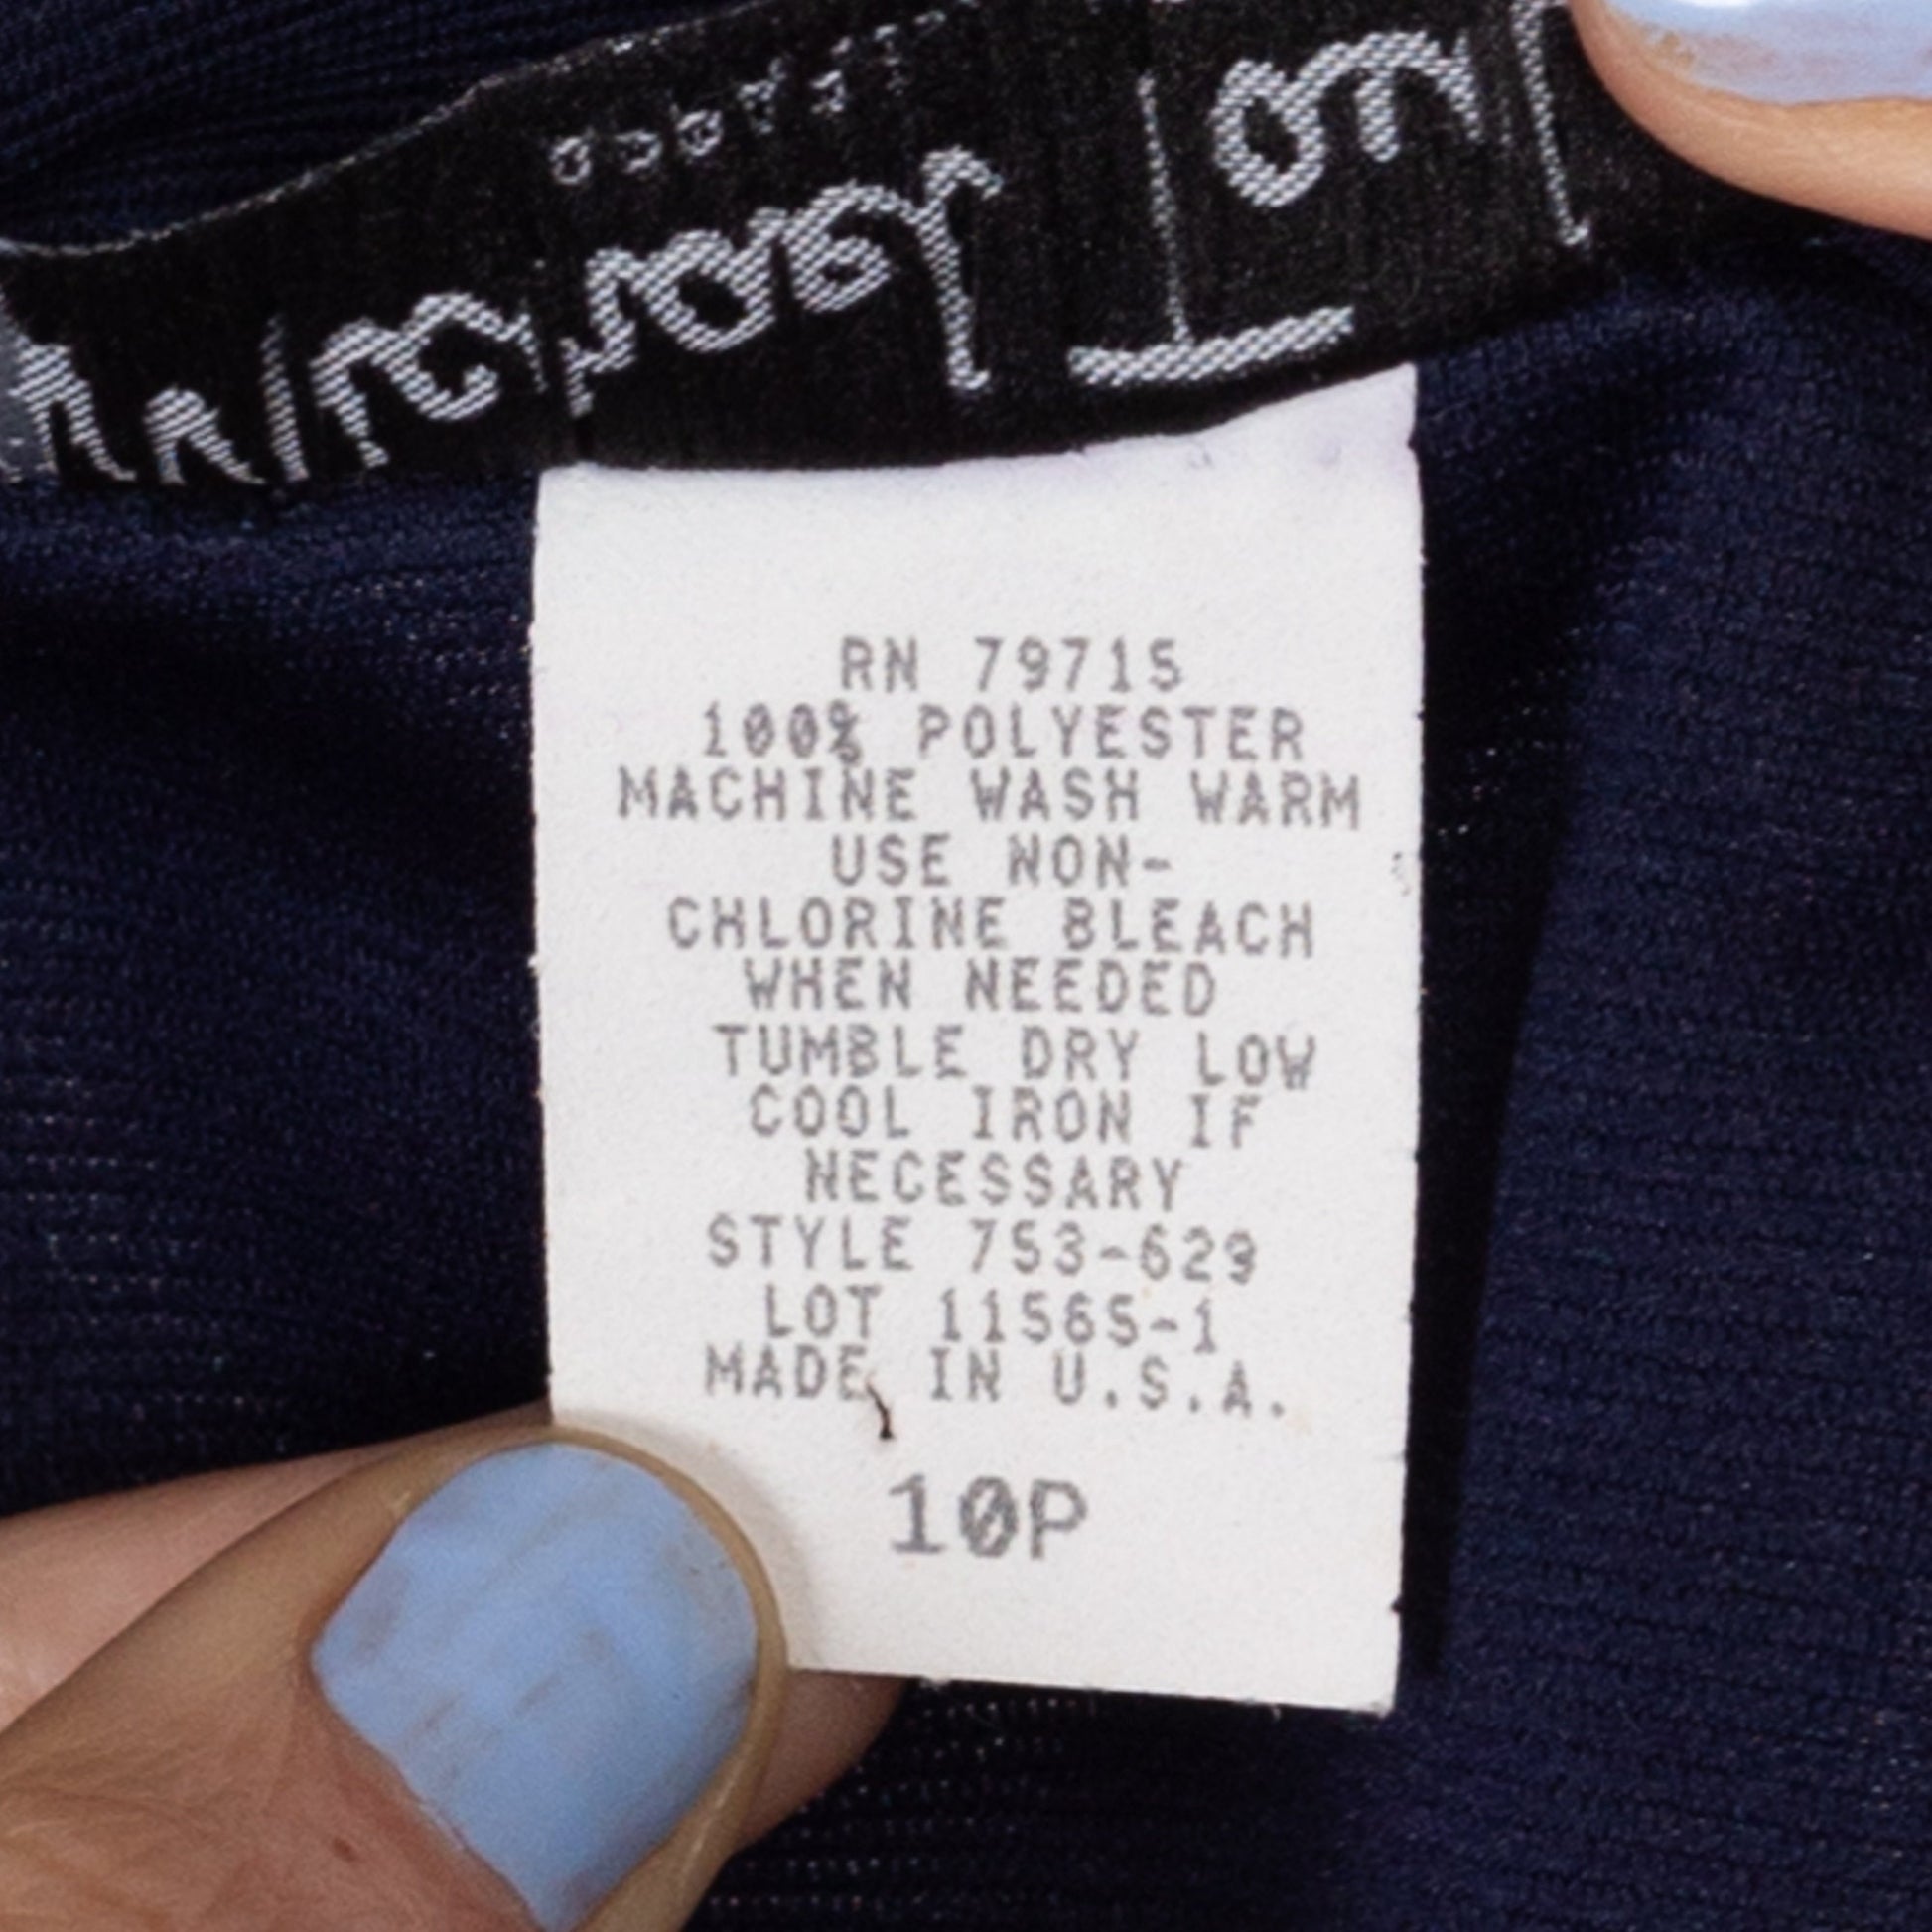 RN 79715
100% POLYESTER
MACHINE WASH WARM
USE NON-
CHLORINE BLEACH
WHEN NEEDED
TUMBLE DRY LOW
COOL IRON IF
NECESSARY
STYLE 753-629
LOT 11565-1
MADE IN U.S.A.
10P